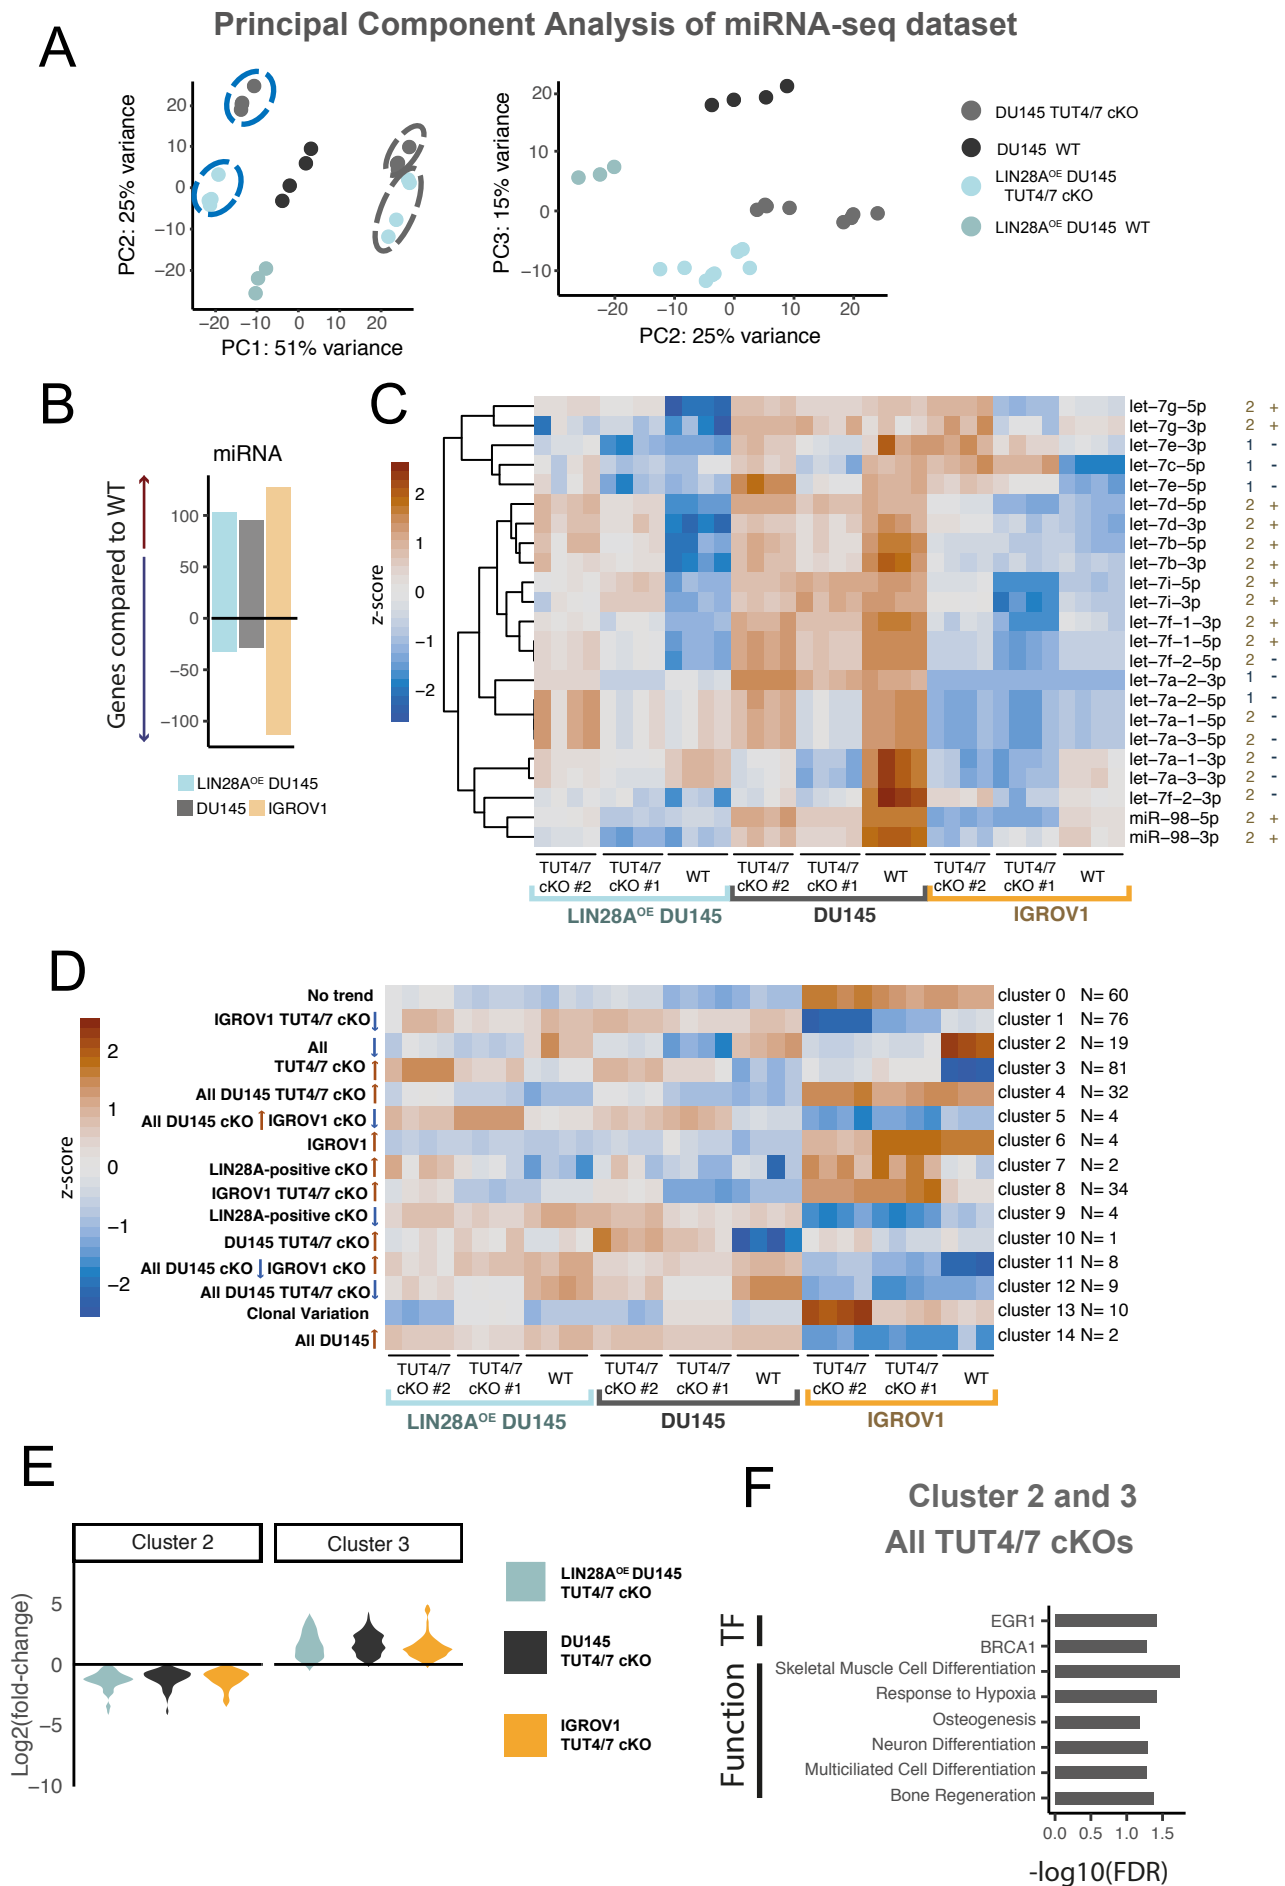 Principal Component Analysis of miRNA-seq dataset
A
PC2: 25% variance
20
10
0
−10
−20
−20 −10 0 10 20
PC1: 51% variance
PC3: 15% variance
20
10
0
−10
−20 −10 0 10 20
PC2: 25% variance
DU145 TUT4/7 cKO
DU145 WT
LIN28AOE DU145
TUT4/7 cKO
LIN28AOE DU145 WT
B
miRNA
Genes compared to WT
100
50
0
−50
−100
LIN28AOE DU145
DU145 IGROV1
C
z-score
2
1
0
−1
−2
let−7g−5p 2 +
let−7g−3p 2 +
let−7e−3p 1 -
let−7c−5p 1 -
let−7e−5p 1 -
let−7d−5p 2 +
let−7d−3p 2 +
let−7b−5p 2 +
let−7b−3p 2 +
let−7i−5p 2 +
let−7i−3p 2 +
let−7f−1−3p 2 +
let−7f−1−5p 2 +
let−7f−2−5p 2 -
let−7a−2−3p 1 -
let−7a−2−5p 1 -
let−7a−1−5p 2 -
let−7a−3−5p 2 -
let−7a−1−3p 2 -
let−7a−3−3p 2 -
let−7f−2−3p 2 -
miR−98−5p 2 +
miR−98−3p 2 +
TUT4/7 TUT4/7 WT TUT4/7 TUT4/7 WT TUT4/7 TUT4/7 WT
cKO #2 cKO #1 cKO #2 cKO #1 cKO #2 cKO #1
LIN28AOE DU145 DU145 IGROV1
D
z-score
2
1
0
−1
−2
No trend cluster 0 N= 60
IGROV1 TUT4/7 cKO↓ cluster 1 N= 76
All ↓ cluster 2 N= 19
TUT4/7 cKO↑ cluster 3 N= 81
All DU145 TUT4/7 cKO↑ cluster 4 N= 32
All DU145 cKO↑IGROV1 cKO↓ cluster 5 N= 4
IGROV1↑ cluster 6 N= 4
LIN28A-positive cKO↑ cluster 7 N= 2
IGROV1 TUT4/7 cKO↑ cluster 8 N= 34
LIN28A-positive cKO↓ cluster 9 N= 4
DU145 TUT4/7 cKO↑ cluster 10 N= 1
All DU145 cKO↓IGROV1 cKO↑ cluster 11 N= 8
All DU145 TUT4/7 cKO↓ cluster 12 N= 9
Clonal Variation cluster 13 N= 10
All DU145↑ cluster 14 N= 2
TUT4/7 TUT4/7 WT TUT4/7 TUT4/7 WT TUT4/7 TUT4/7 WT
cKO #2 cKO #1 cKO #2 cKO #1 cKO #2 cKO #1
LIN28AOE DU145 DU145 IGROV1
E
Cluster 2 Cluster 3
Log2(fold−change)
5
0
−5
−10
LIN28AOE DU145
TUT4/7 cKO
DU145
TUT4/7 cKO
IGROV1
TUT4/7 cKO
F
Cluster 2 and 3
All TUT4/7 cKOs
TF
EGR1
BRCA1
Function
Skeletal Muscle Cell Differentiation
Response to Hypoxia
Osteogenesis
Neuron Differentiation
Multiciliated Cell Differentiation
Bone Regeneration
0.0 0.5 1.0 1.5
-log10(FDR)